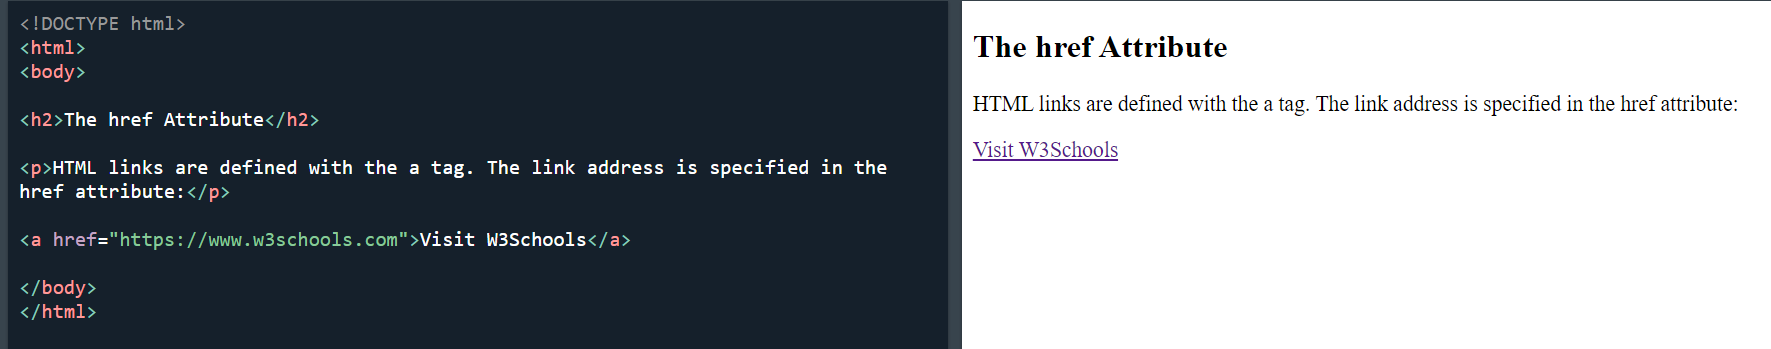 <!DOCTYPE html>
<html>
<body>
<h2>The href Attribute</h2>
<p>HTML links are defined with the a tag. The link address is specified in the
href attribute:</p>
<a href="https://www.w3schools.com">Visit W3Schools</a>
</body>
</html>
The href Attribute
HTML links are defined with the a tag. The link address is specified in the href attribute:
Visit W3Schools